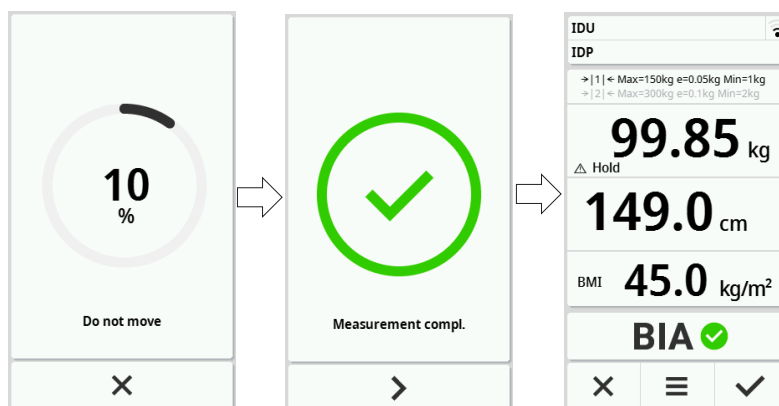 10
%
Do not move
Measurement compl.
IDU
IDP
→|1|← Max=150kg e=0.05kg Min=1kg
→|2|← Max=300kg e=0.1kg Min=2kg
99.85 kg
⚠ Hold
149.0 cm
BMI 45.0 kg/m²
BIA